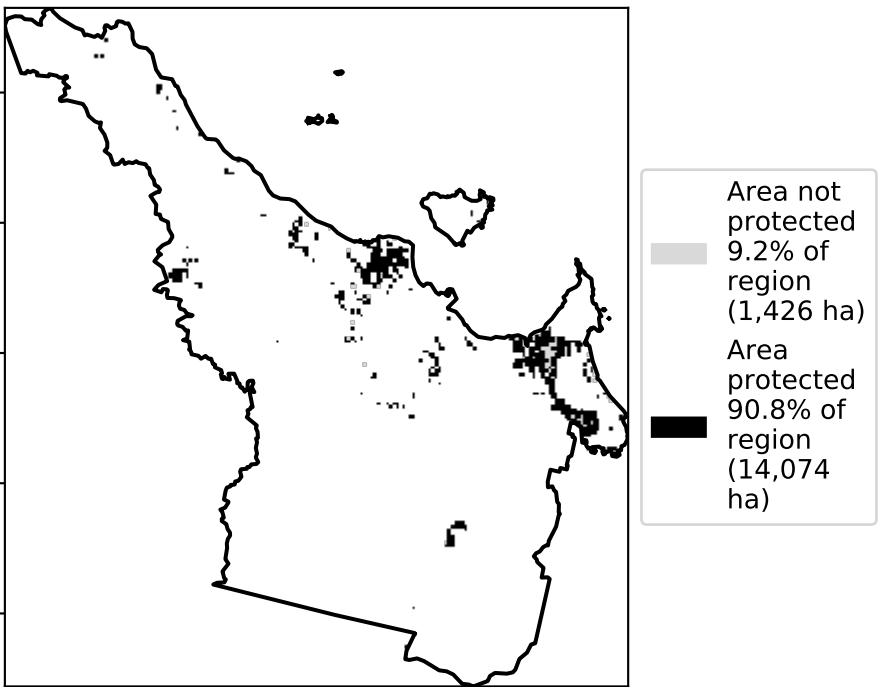 Area not
protected
9.2% of
region
(1,426 ha)
Area
protected
90.8% of
region
(14,074
ha)